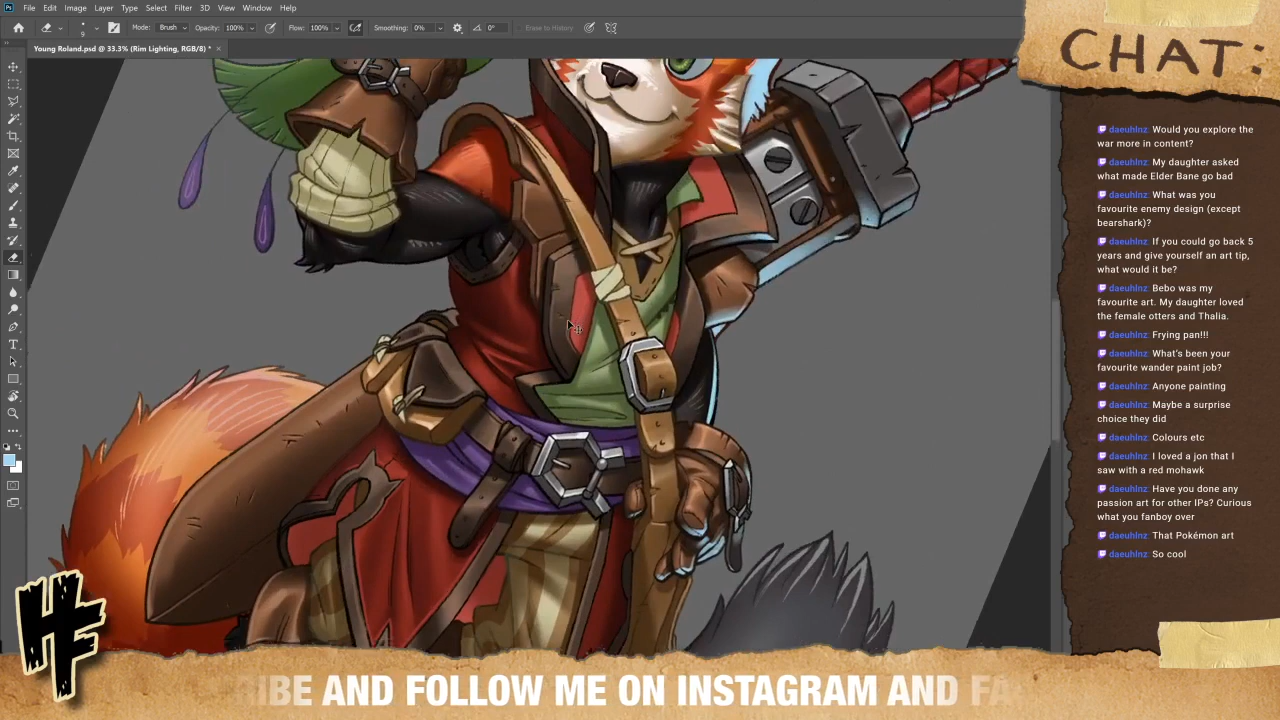 File Edit Image Layer Type Select Filter 3D View Window Help
9 Mode: Brush Opacity: 100% Flow: 100% Smoothing: 0% 0° Erase to History
Young Roland.psd @ 33.3% (Rim Lighting, RGB/8) *
CHAT:
daeuhlnz: Would you explore the
war more in content?
daeuhlnz: My daughter asked
what made Elder Bane go bad
daeuhlnz: What was you
favourite enemy design (except
bearshark)?
daeuhlnz: If you could go back 5
years and give yourself an art tip,
what would it be?
daeuhlnz: Bebo was my
favourite art. My daughter loved
the female otters and Thalia.
daeuhlnz: Frying pan!!!
daeuhlnz: What's been your
favourite wander paint job?
daeuhlnz: Anyone painting
daeuhlnz: Maybe a surprise
choice they did
daeuhlnz: Colours etc
daeuhlnz: I loved a jon that I
saw with a red mohawk
daeuhlnz: Have you done any
passion art for other IPs? Curious
what you fanboy over
daeuhlnz: That Pokémon art
daeuhlnz: So cool
HF
IBE AND FOLLOW ME ON INSTAGRAM AND FA